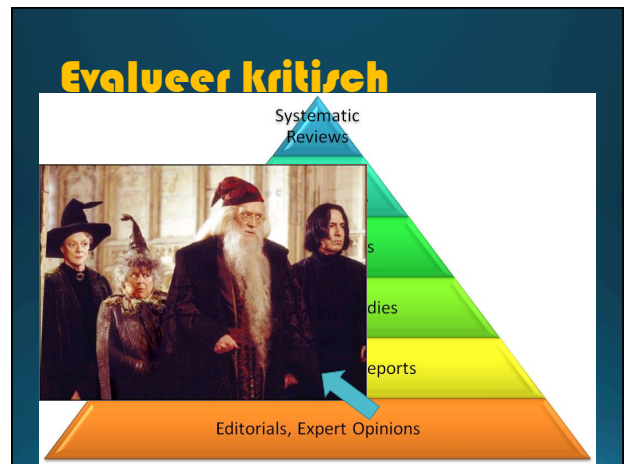 Evalueer kritisch
Systematic
Reviews
s
s
dies
eports
Editorials, Expert Opinions